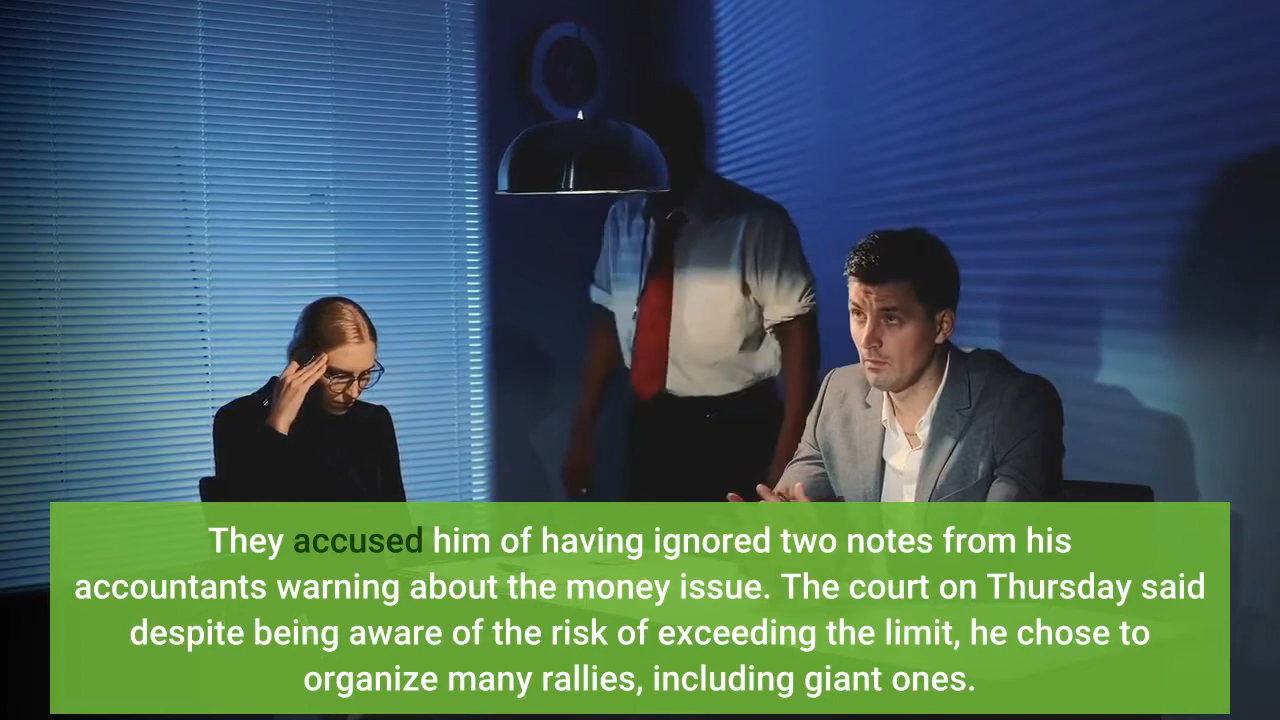 They accused him of having ignored two notes from his
accountants warning about the money issue. The court on Thursday said
despite being aware of the risk of exceeding the limit, he chose to
organize many rallies, including giant ones.